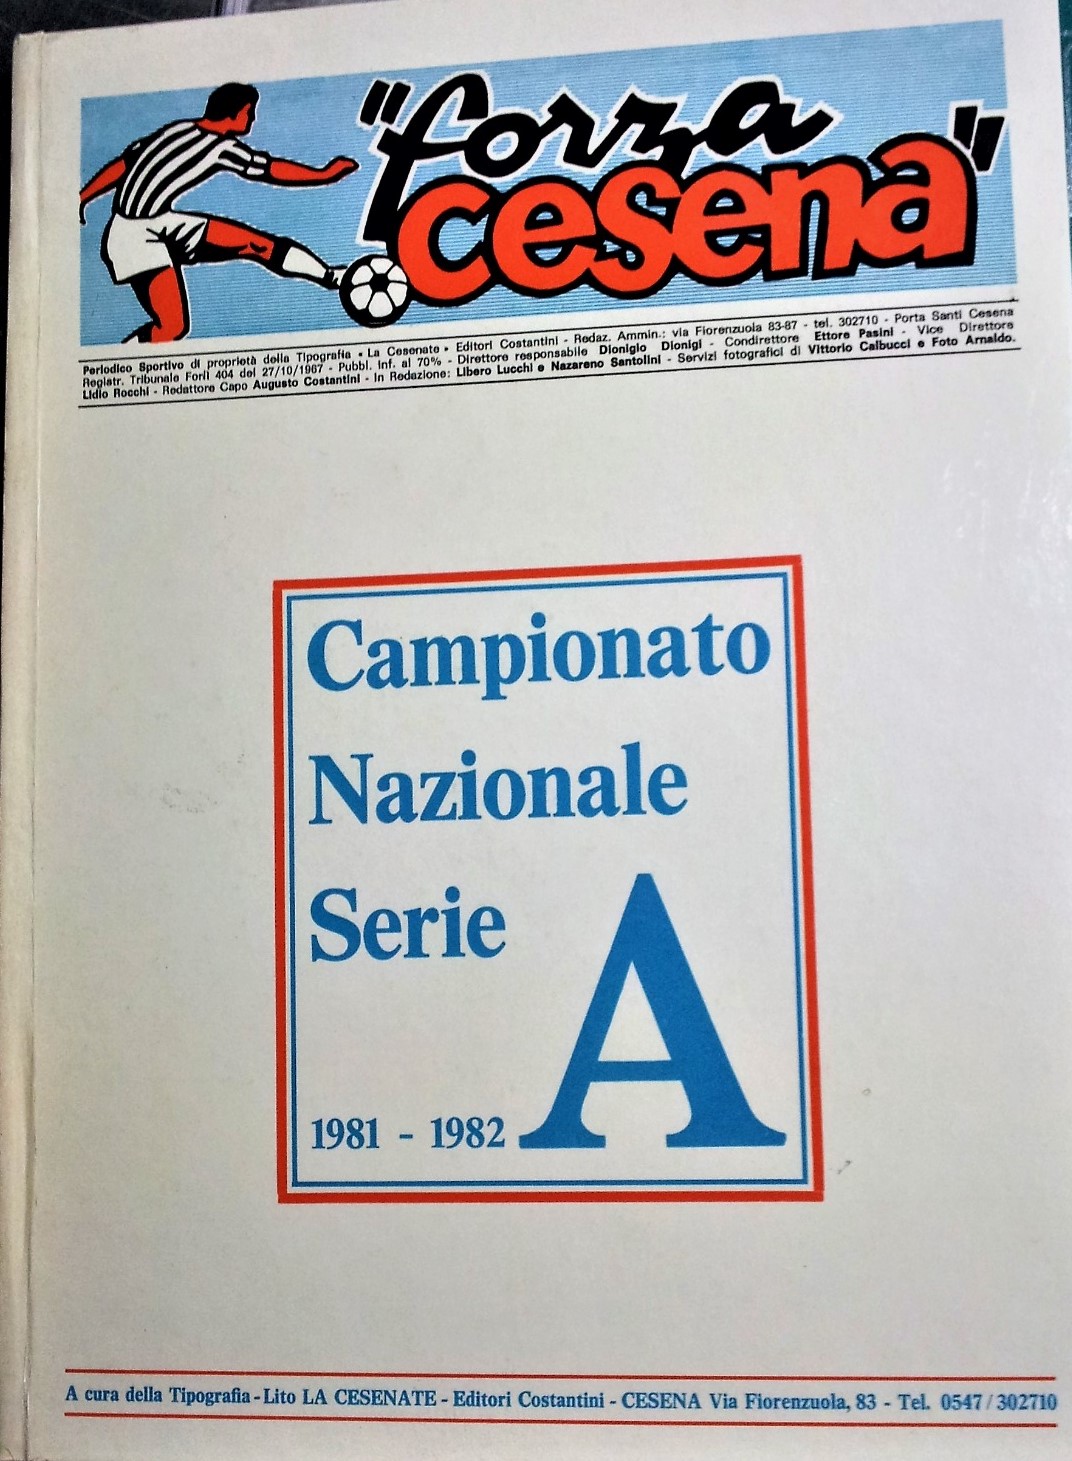 "forza
cesena"
Periodico Sportivo di proprietà della Tipografia « La Cesenate » Editori Costantini - Redaz. Ammin.: via Fiorenzuola 83-87 - tel. 302710 - Porta Santi Cesena
Registr. Tribunale Forlì 404 del 27/10/1967 - Pubbl. inf. al 70% - Direttore responsabile Dionigio Dionigi - Condirettore Ettore Pasini - Vice Direttore
Lidio Rocchi - Redattore Capo Augusto Costantini - In Redazione: Libero Lucchi e Nazareno Santolini - Servizi fotografici di Vittorio Calbucci e Foto Arnaldo.
Campionato
Nazionale
Serie A
1981 - 1982
A cura della Tipografia - Lito LA CESENATE - Editori Costantini - CESENA Via Fiorenzuola, 83 - Tel. 0547/302710